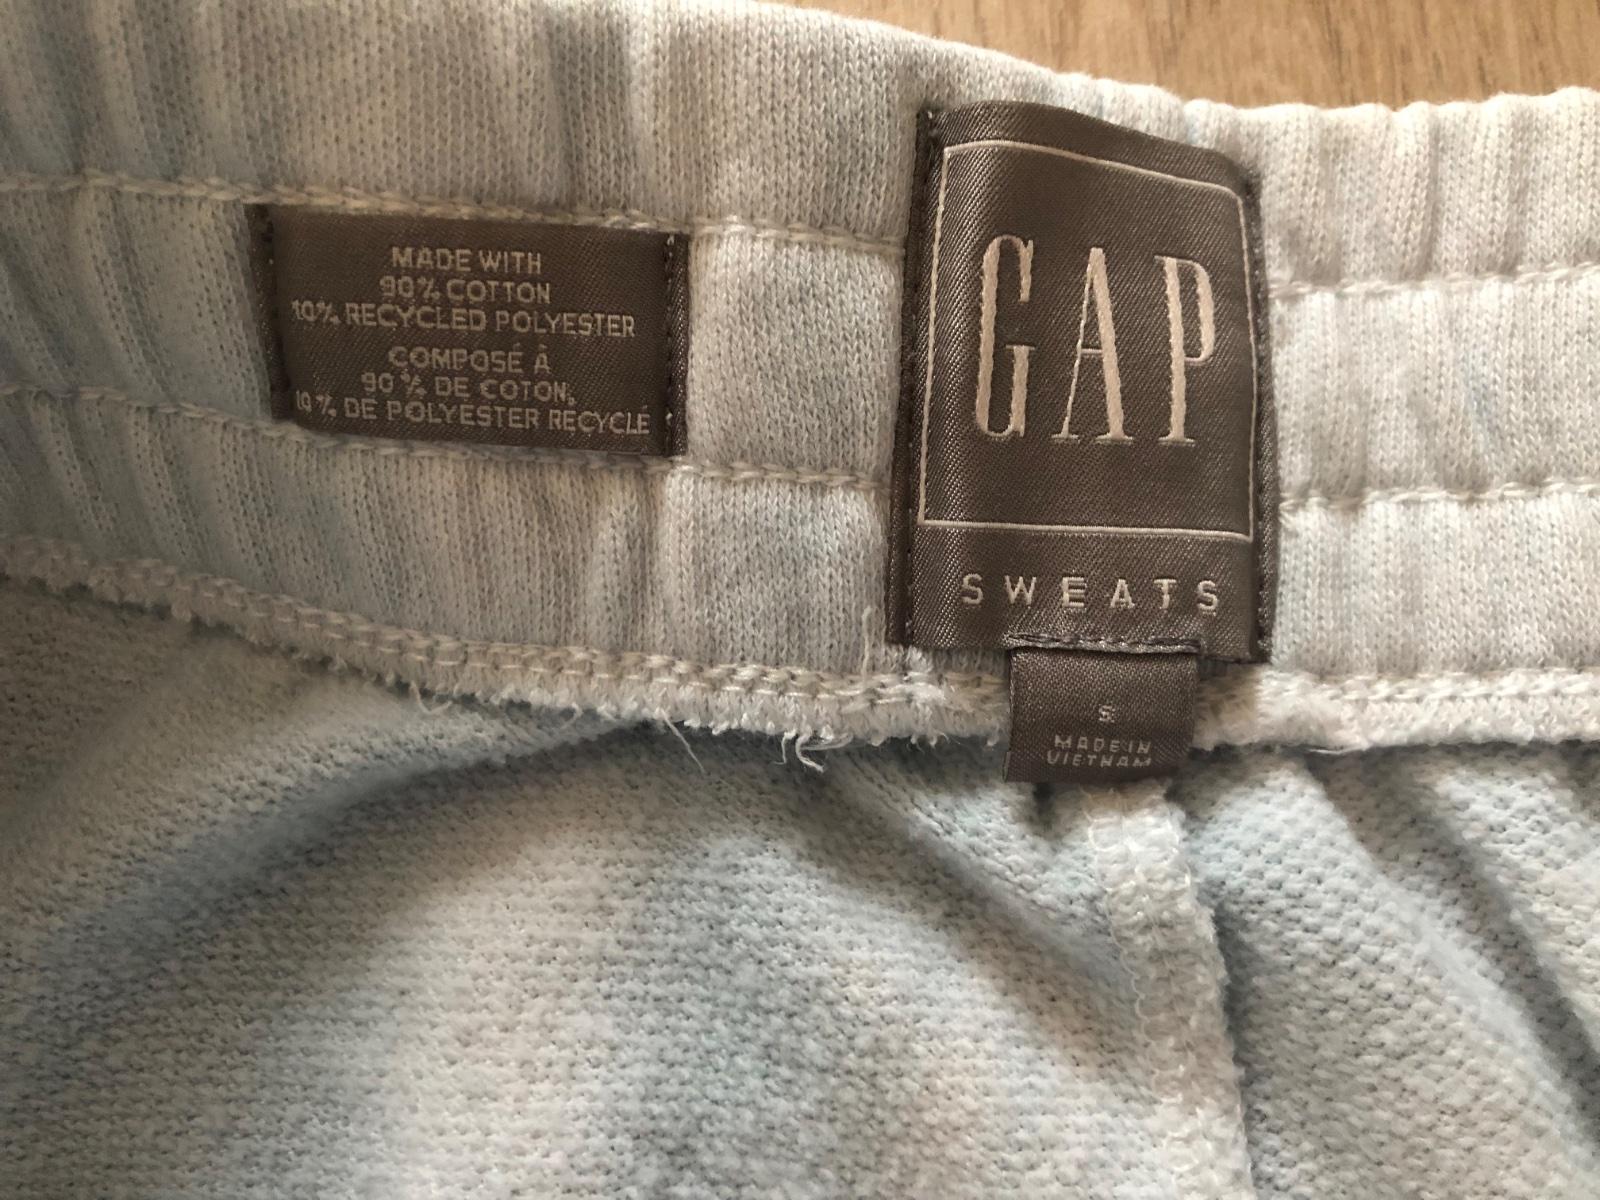 MADE WITH
90% COTTON
10% RECYCLED POLYESTER
COMPOSÉ À
90 % DE COTON,
10 % DE POLYESTER RECYCLÉ
GAP
SWEATS
S
MADE IN
VIETNAM